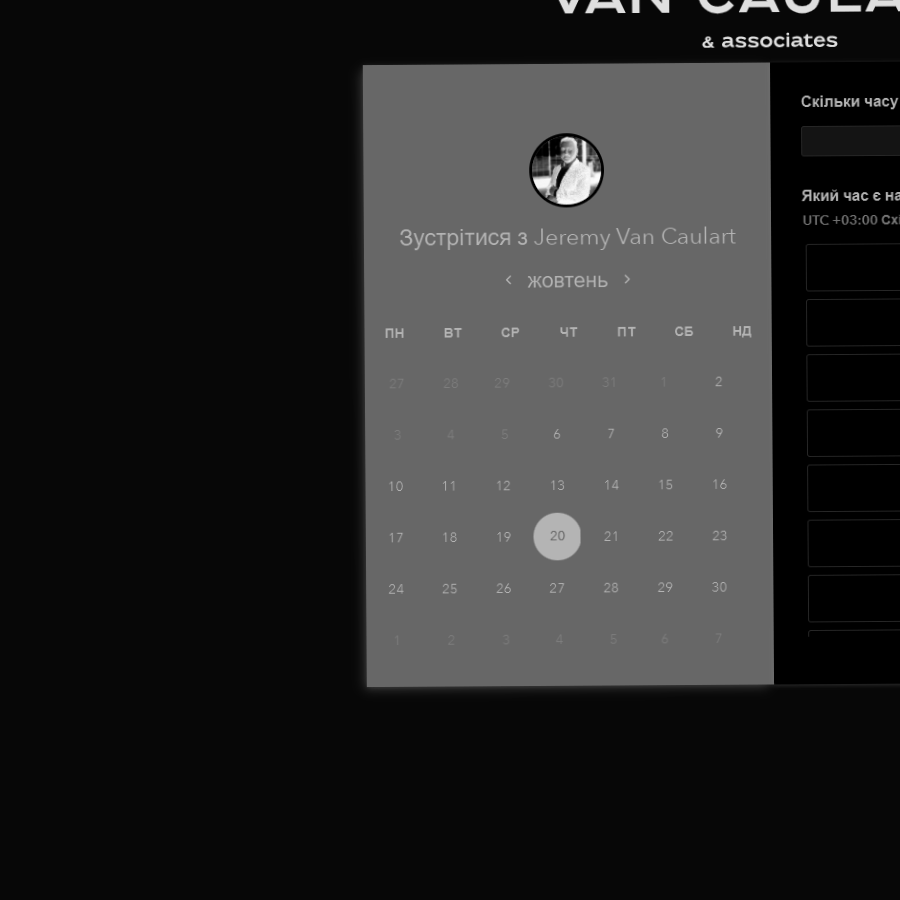 VAN CAULA
& associates
Зустрітися з Jeremy Van Caulart
жовтень
ПН ВТ СР ЧТ ПТ СБ НД
27 28 29 30 31 1 2
3 4 5 6 7 8 9
10 11 12 13 14 15 16
17 18 19 20 21 22 23
24 25 26 27 28 29 30
1 2 3 4 5 6 7
Скільки часу
Який час є на
UTC +03:00 Схі